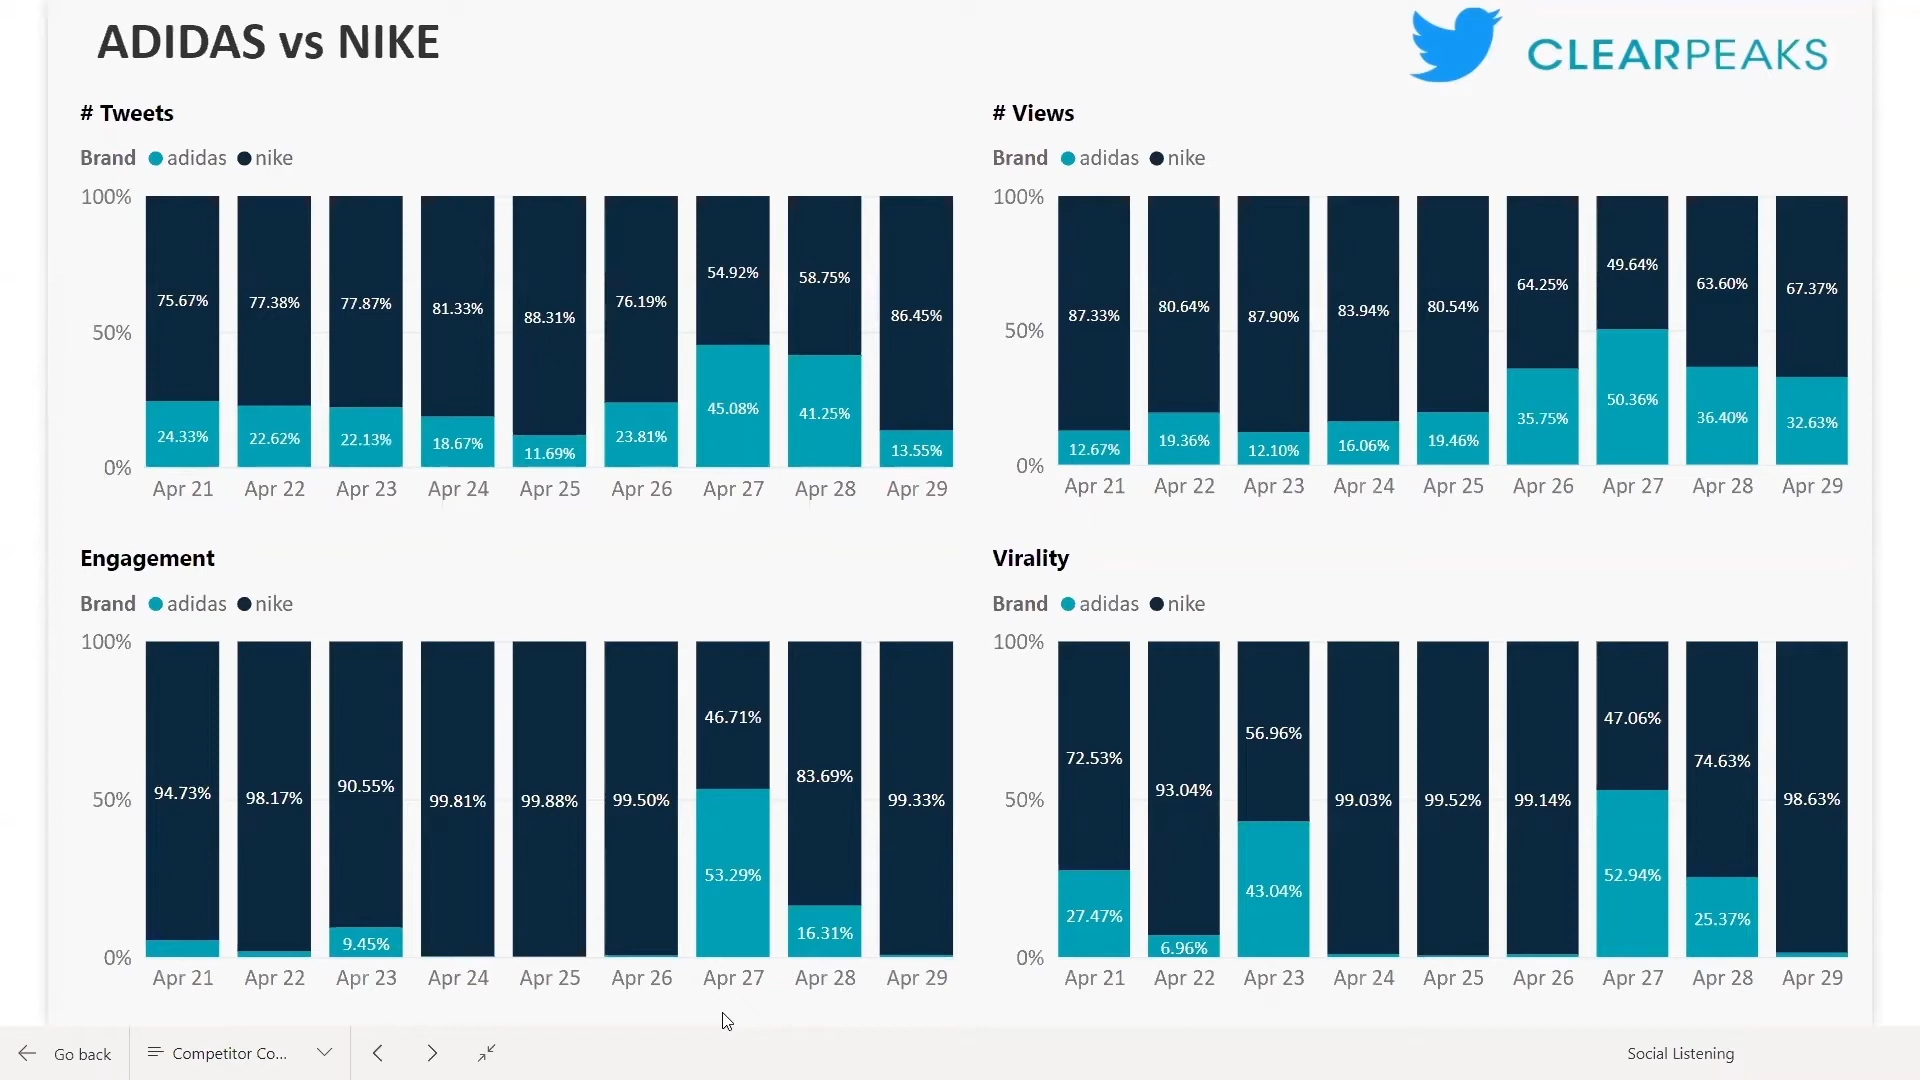 ADIDAS vs NIKE
CLEARPEAKS
# Tweets
Brand adidas nike
100%
50%
0%
75.67% 77.38% 77.87% 81.33% 88.31% 76.19% 54.92% 58.75% 86.45%
24.33% 22.62% 22.13% 18.67% 11.69% 23.81% 45.08% 41.25% 13.55%
Apr 21 Apr 22 Apr 23 Apr 24 Apr 25 Apr 26 Apr 27 Apr 28 Apr 29
# Views
Brand adidas nike
100%
50%
0%
87.33% 80.64% 87.90% 83.94% 80.54% 64.25% 49.64% 63.60% 67.37%
12.67% 19.36% 12.10% 16.06% 19.46% 35.75% 50.36% 36.40% 32.63%
Apr 21 Apr 22 Apr 23 Apr 24 Apr 25 Apr 26 Apr 27 Apr 28 Apr 29
Engagement
Brand adidas nike
100%
50%
0%
94.73% 98.17% 90.55% 99.81% 99.88% 99.50% 46.71% 83.69% 99.33%
9.45% 53.29% 16.31%
Apr 21 Apr 22 Apr 23 Apr 24 Apr 25 Apr 26 Apr 27 Apr 28 Apr 29
Virality
Brand adidas nike
100%
50%
0%
72.53% 93.04% 56.96% 99.03% 99.52% 99.14% 47.06% 74.63% 98.63%
27.47% 6.96% 43.04% 52.94% 25.37%
Apr 21 Apr 22 Apr 23 Apr 24 Apr 25 Apr 26 Apr 27 Apr 28 Apr 29
Go back
Competitor Co...
Social Listening